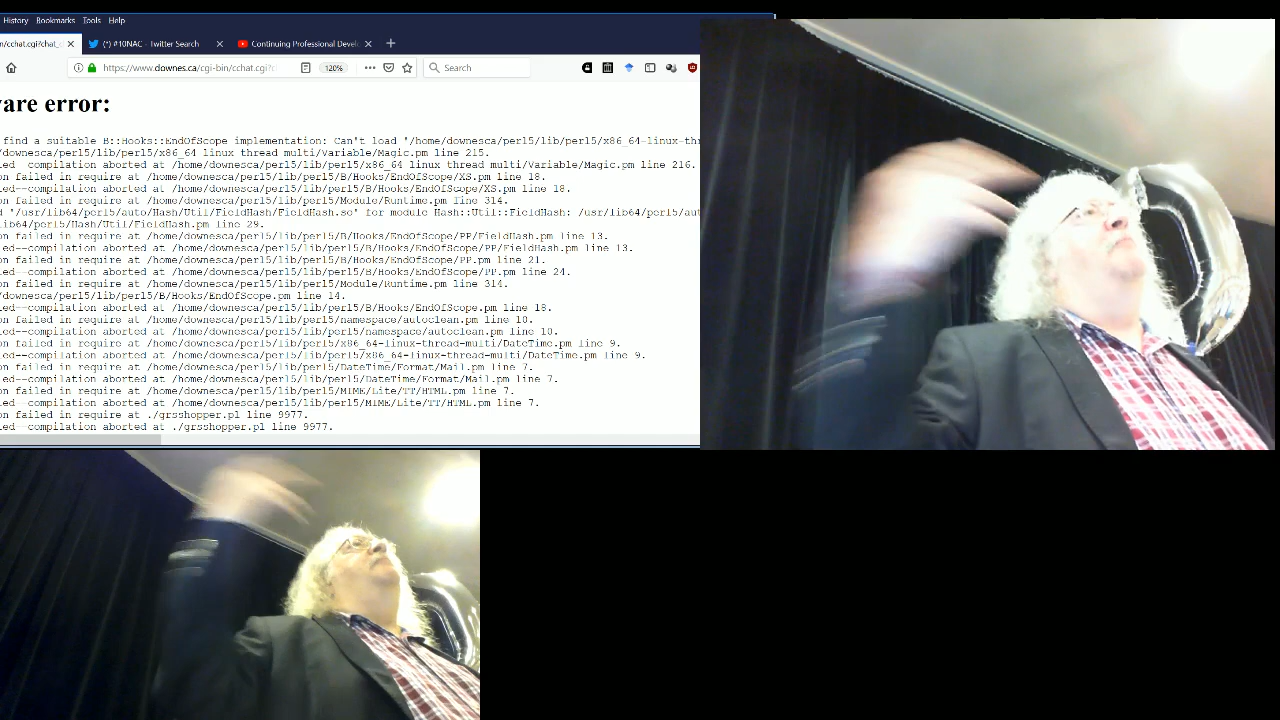 History Bookmarks Tools Help
n/cchat.cgi?chat_c
(*) #10NAC - Twitter Search
Continuing Professional Devel
https://www.downes.ca/cgi-bin/cchat.cgi?c
120%
Search
are error:
find a suitable B::Hooks::EndOfScope implementation: Can't load '/home/downesca/perl5/lib/perl5/x86_64-linux-thr
downesca/perl5/lib/perl5/x86_64-linux-thread-multi/Variable/Magic.pm line 215.
ed--compilation aborted at /home/downesca/perl5/lib/perl5/x86_64-linux-thread-multi/Variable/Magic.pm line 216.
on failed in require at /home/downesca/perl5/lib/perl5/B/Hooks/EndOfScope/XS.pm line 18.
ed--compilation aborted at /home/downesca/perl5/lib/perl5/B/Hooks/EndOfScope/XS.pm line 18.
on failed in require at /home/downesca/perl5/lib/perl5/Module/Runtime.pm line 314.
d '/usr/lib64/perl5/auto/Hash/Util/FieldHash/FieldHash.so' for module Hash::Util::FieldHash: /usr/lib64/perl5/aut
lib64/perl5/Hash/Util/FieldHash.pm line 29.
on failed in require at /home/downesca/perl5/lib/perl5/B/Hooks/EndOfScope/PP/FieldHash.pm line 13.
ed--compilation aborted at /home/downesca/perl5/lib/perl5/B/Hooks/EndOfScope/PP/FieldHash.pm line 13.
on failed in require at /home/downesca/perl5/lib/perl5/B/Hooks/EndOfScope/PP.pm line 21.
ed--compilation aborted at /home/downesca/perl5/lib/perl5/B/Hooks/EndOfScope/PP.pm line 24.
on failed in require at /home/downesca/perl5/lib/perl5/Module/Runtime.pm line 314.
downesca/perl5/lib/perl5/B/Hooks/EndOfScope.pm line 14.
ed--compilation aborted at /home/downesca/perl5/lib/perl5/B/Hooks/EndOfScope.pm line 18.
on failed in require at /home/downesca/perl5/lib/perl5/namespace/autoclean.pm line 10.
ed--compilation aborted at /home/downesca/perl5/lib/perl5/namespace/autoclean.pm line 10.
on failed in require at /home/downesca/perl5/lib/perl5/x86_64-linux-thread-multi/DateTime.pm line 9.
ed--compilation aborted at /home/downesca/perl5/lib/perl5/x86_64-linux-thread-multi/DateTime.pm line 9.
on failed in require at /home/downesca/perl5/lib/perl5/DateTime/Format/Mail.pm line 7.
ed--compilation aborted at /home/downesca/perl5/lib/perl5/DateTime/Format/Mail.pm line 7.
on failed in require at /home/downesca/perl5/lib/perl5/MIME/Lite/TT/HTML.pm line 7.
ed--compilation aborted at /home/downesca/perl5/lib/perl5/MIME/Lite/TT/HTML.pm line 7.
on failed in require at ./grsshopper.pl line 9977.
ed--compilation aborted at ./grsshopper.pl line 9977.